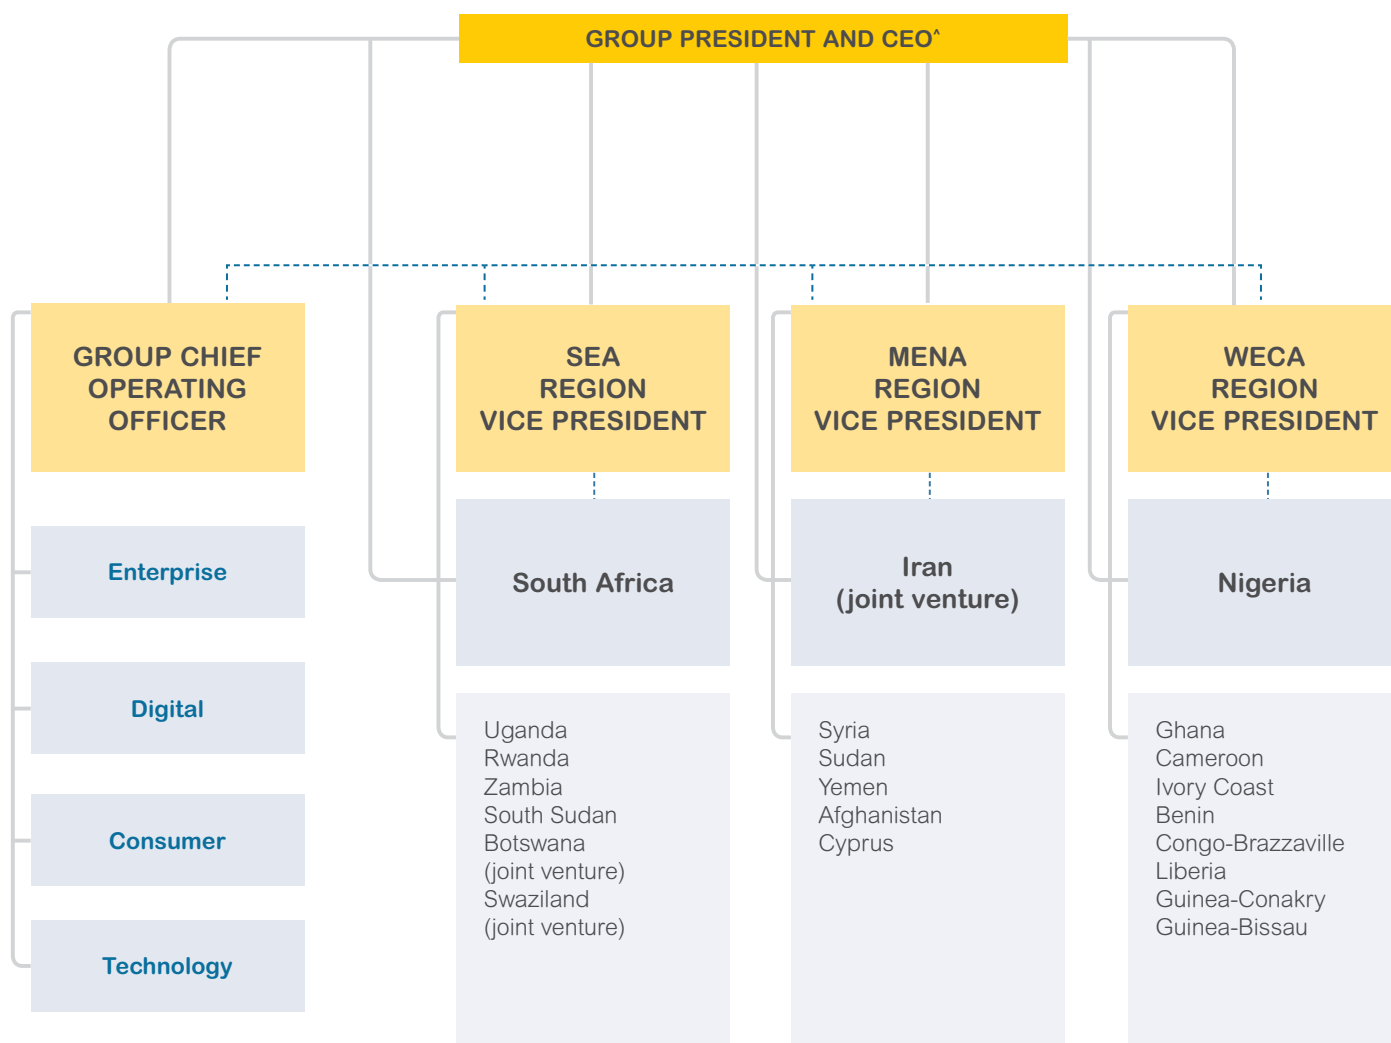 GROUP PRESIDENT AND CEO^
GROUP CHIEF
OPERATING
OFFICER
Enterprise
Digital
Consumer
Technology
SEA
REGION
VICE PRESIDENT
South Africa
Uganda
Rwanda
Zambia
South Sudan
Botswana
(joint venture)
Swaziland
(joint venture)
MENA
REGION
VICE PRESIDENT
Iran
(joint venture)
Syria
Sudan
Yemen
Afghanistan
Cyprus
WECA
REGION
VICE PRESIDENT
Nigeria
Ghana
Cameroon
Ivory Coast
Benin
Congo-Brazzaville
Liberia
Guinea-Conakry
Guinea-Bissau